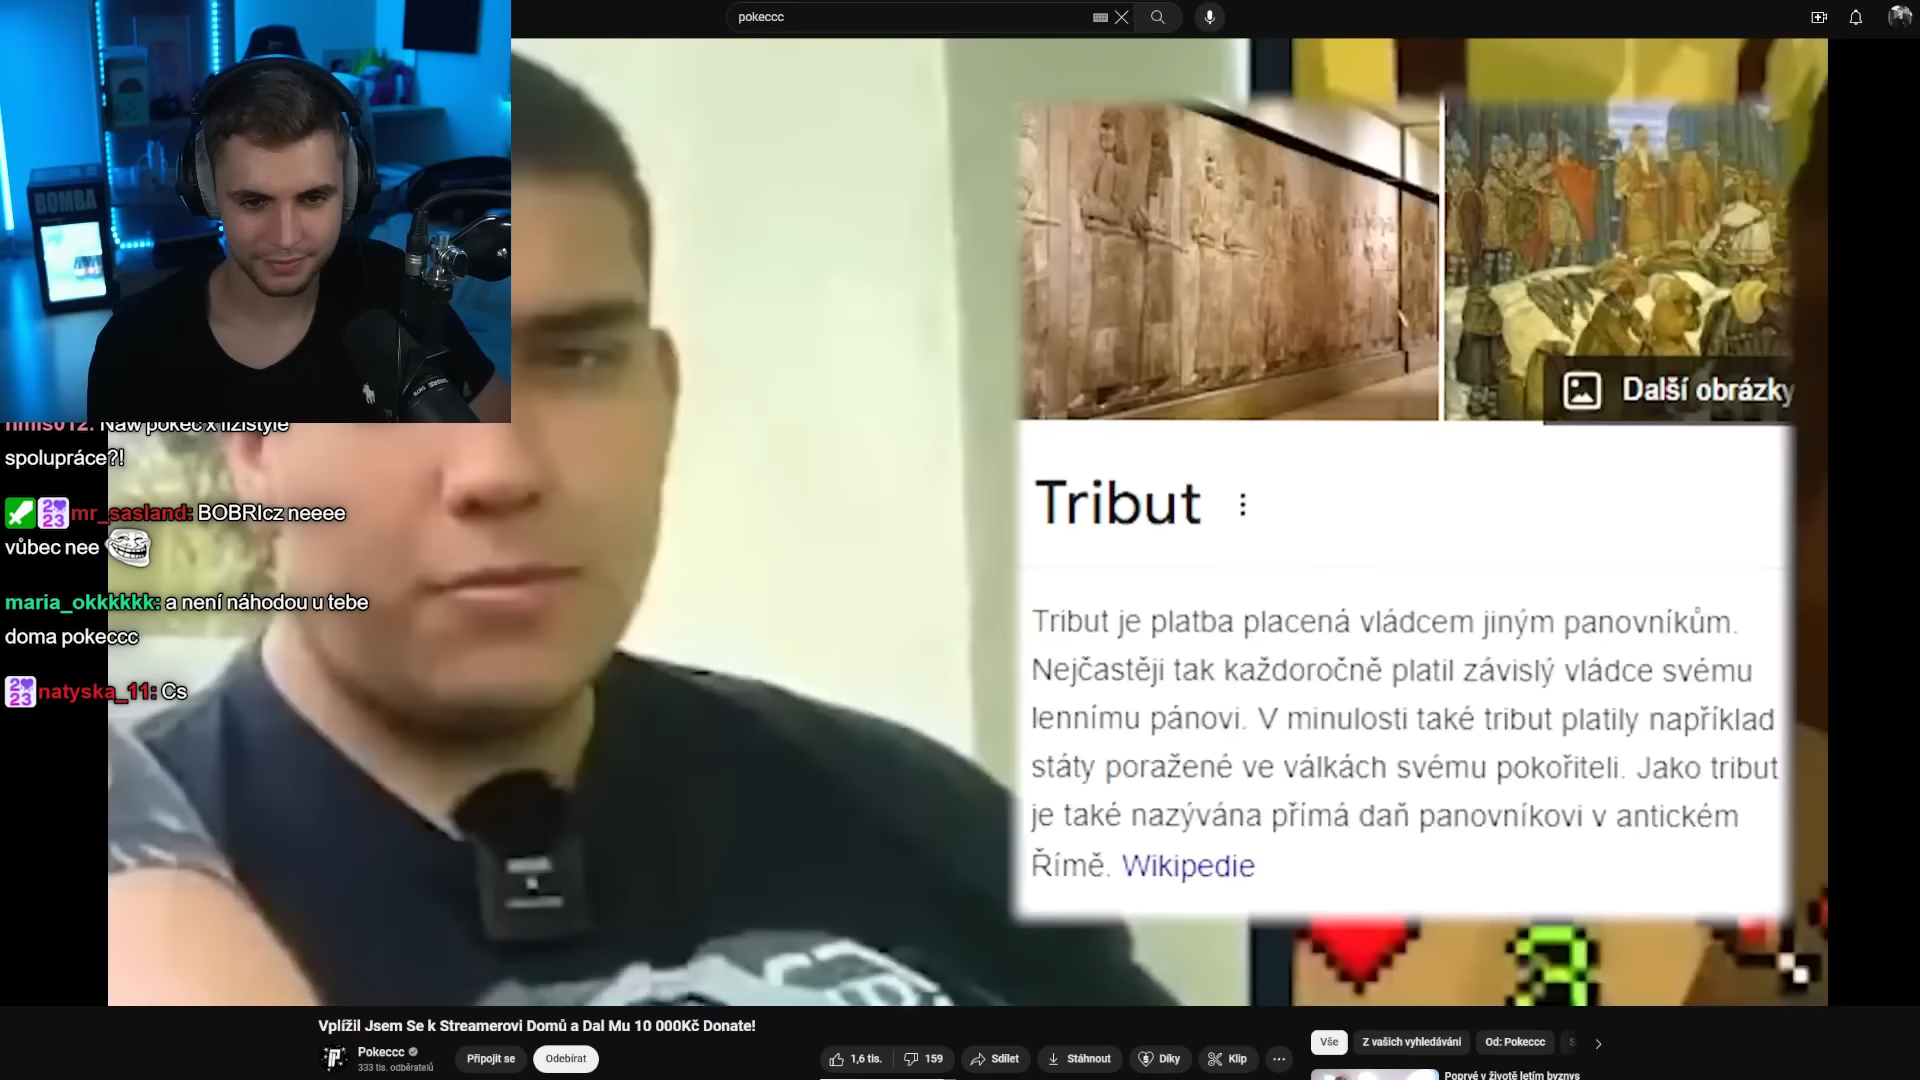 pokeccc
BOMBA
Další obrázky
Naw pokec x fizistyle
spolupráce?!
mr_sasland: BOBRIcz neeee
vůbec nee
maria_okkkkkk: a není náhodou u tebe
doma pokeccc
natyska_11: Cs
Tribut
Tribut je platba placená vládcem jiným panovníkům.
Nejčastěji tak každoročně platil závislý vládce svému
lennímu pánovi. V minulosti také tribut platily například
státy poražené ve válkách svému pokořiteli. Jako tribut
je také nazývána přímá daň panovníkovi v antickém
Římě. Wikipedie
Vplížil Jsem Se k Streamerovi Domů a Dal Mu 10 000Kč Donate!
Pokeccc
333 tis. odběratelů
Připojit se
Odebírat
1,6 tis.
159
Sdílet
Stáhnout
Díky
Klip
Vše
Z vašich vyhledávání
Od: Pokeccc
Poprvé v životě letím byznys